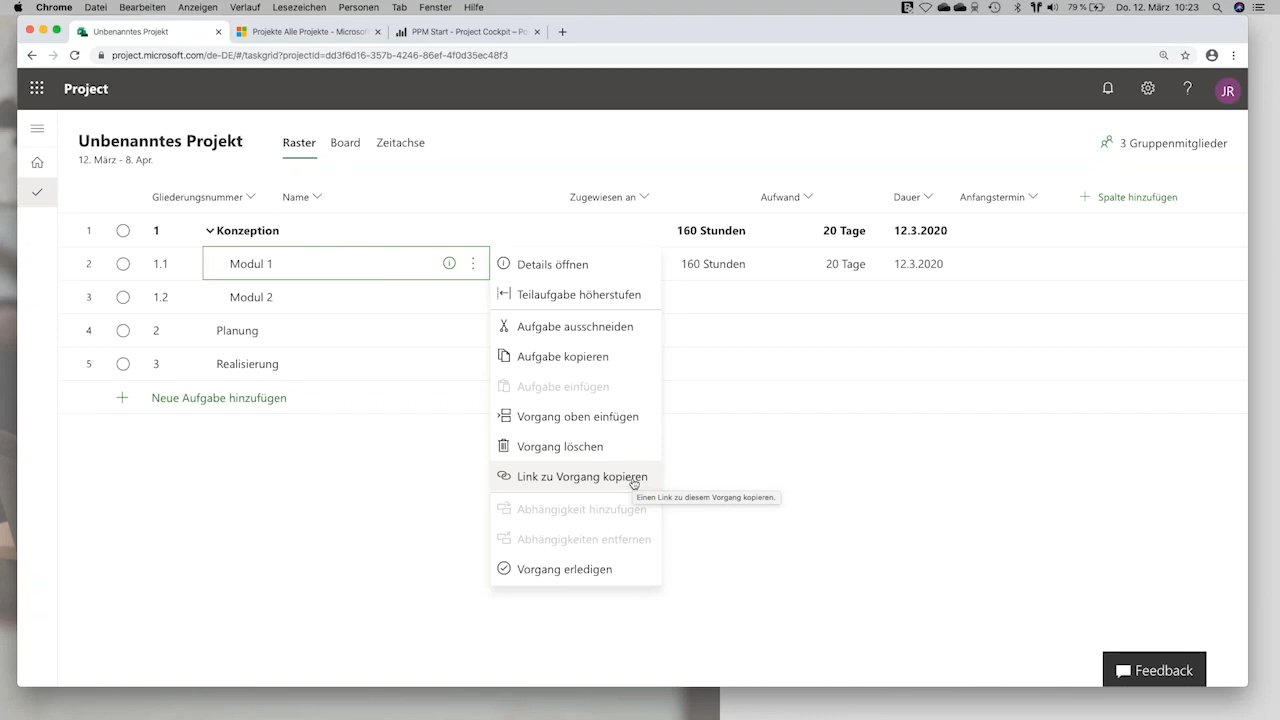 Chrome Datei Bearbeiten Anzeigen Verlauf Lesezeichen Personen Tab Fenster Hilfe 79 % Do. 12. März 10:23
Unbenanntes Projekt
Projekte Alle Projekte - Microsof
PPM Start - Project Cockpit – Po
project.microsoft.com/de-DE/#/taskgrid?projectId=dd3f6d16-357b-4246-86ef-4f0d35ec48f3
Project
JR
Unbenanntes Projekt
12. März - 8. Apr.
Raster Board Zeitachse
3 Gruppenmitglieder
Gliederungsnummer Name Zugewiesen an Aufwand Dauer Anfangstermin Spalte hinzufügen
1 1 Konzeption 160 Stunden 20 Tage 12.3.2020
2 1.1 Modul 1 160 Stunden 20 Tage 12.3.2020
3 1.2 Modul 2
4 2 Planung
5 3 Realisierung
Neue Aufgabe hinzufügen
Details öffnen
Teilaufgabe höherstufen
Aufgabe ausschneiden
Aufgabe kopieren
Aufgabe einfügen
Vorgang oben einfügen
Vorgang löschen
Link zu Vorgang kopieren
Einen Link zu diesem Vorgang kopieren.
Abhängigkeit hinzufügen
Abhängigkeiten entfernen
Vorgang erledigen
Feedback